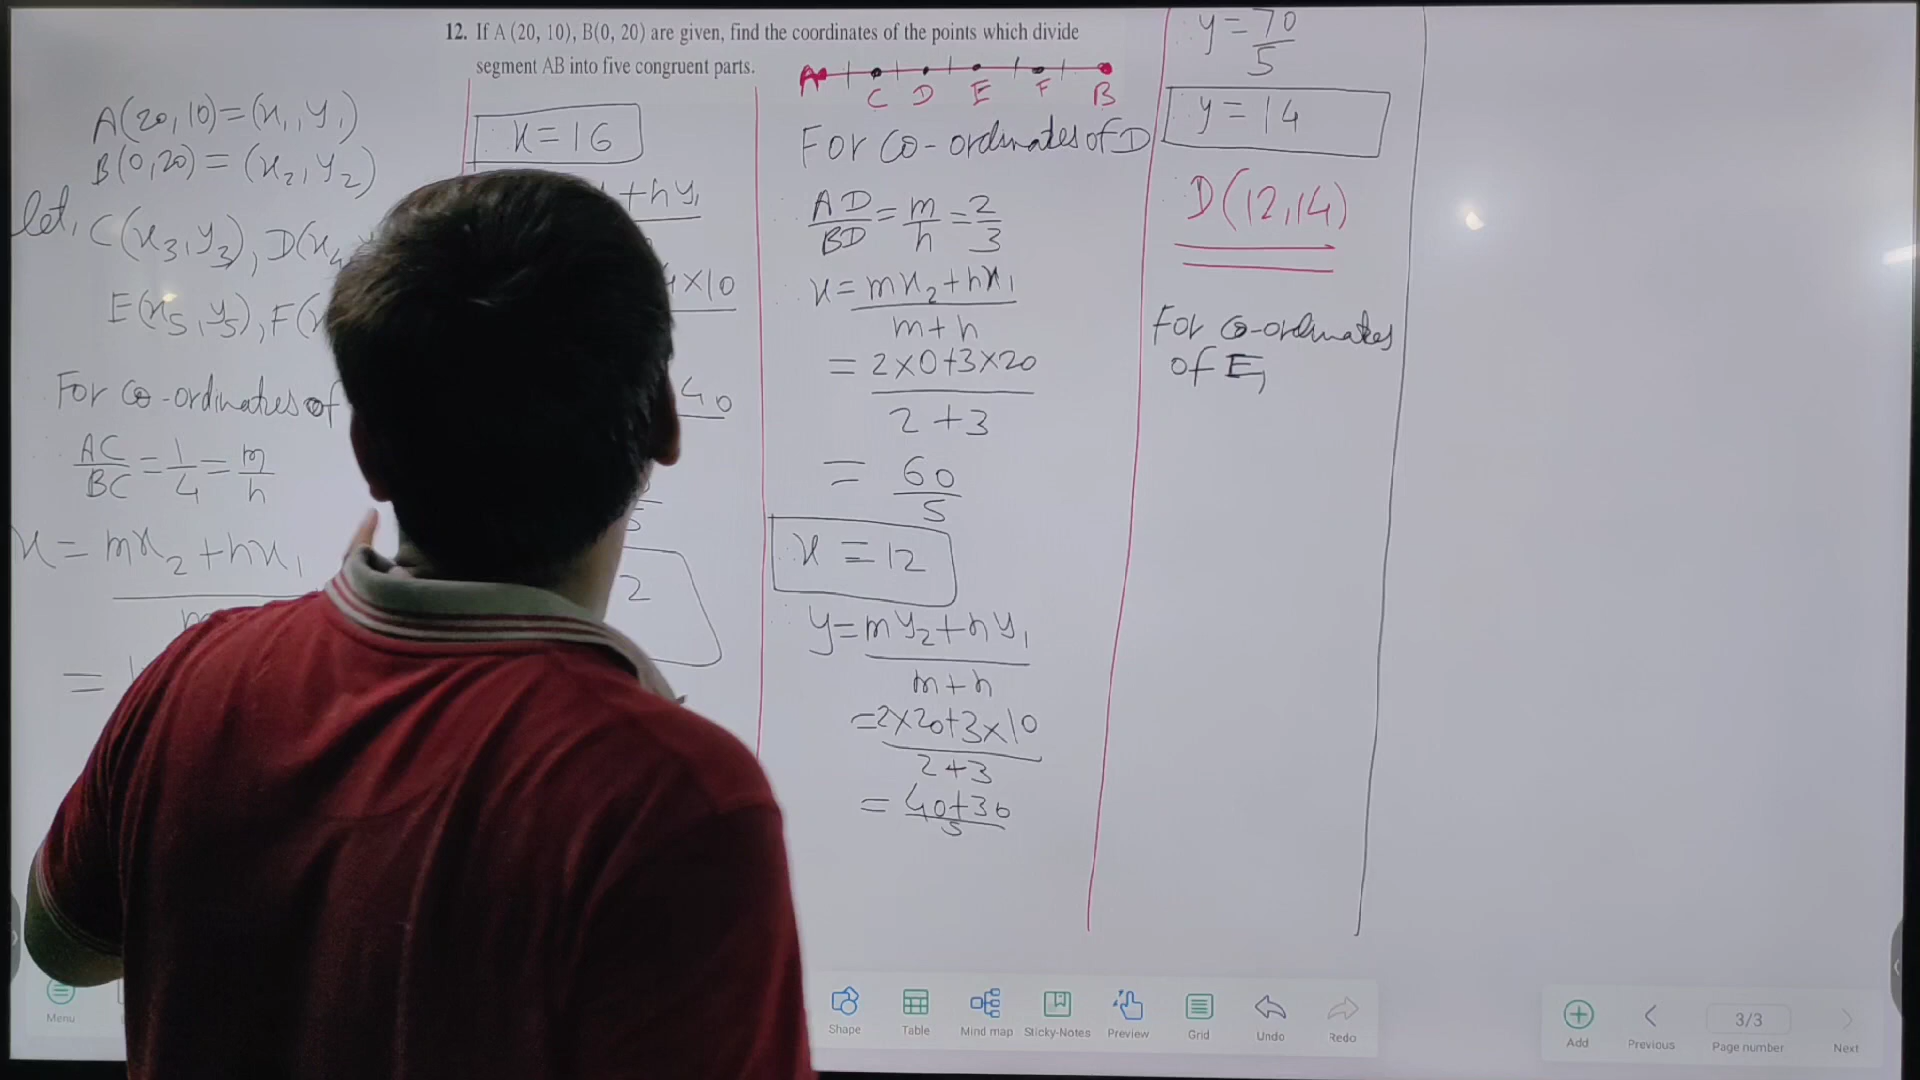 12. If A (20, 10), B(0, 20) are given, find the coordinates of the points which divide
segment AB into five congruent parts.
A C D E F B
A(20,10)=(x₁, y₁)
B(0,20)=(x₂, y₂)
let, C(x₃, y₃), D(x₄
E(x₅, y₅), F(
For co-ordinates of
AC/BC = 1/4 = m/n
x = mx₂+nx₁
=
x=16
+ny₁
×10
40
2
For co-ordinates of D
AD/BD = m/n = 2/3
x = (mx₂+nx₁)/(m+n)
= (2×0+3×20)/(2+3)
= 60/5
x = 12
y = (my₂+ny₁)/(m+n)
= (2×20+3×10)/(2+3)
= (40+30)/5
y = 70/5
y = 14
D(12,14)
For co-ordinates
of E,
Menu
Shape Table Mind map Sticky-Notes Preview Grid Undo Redo
Add Previous 3/3 Page number Next